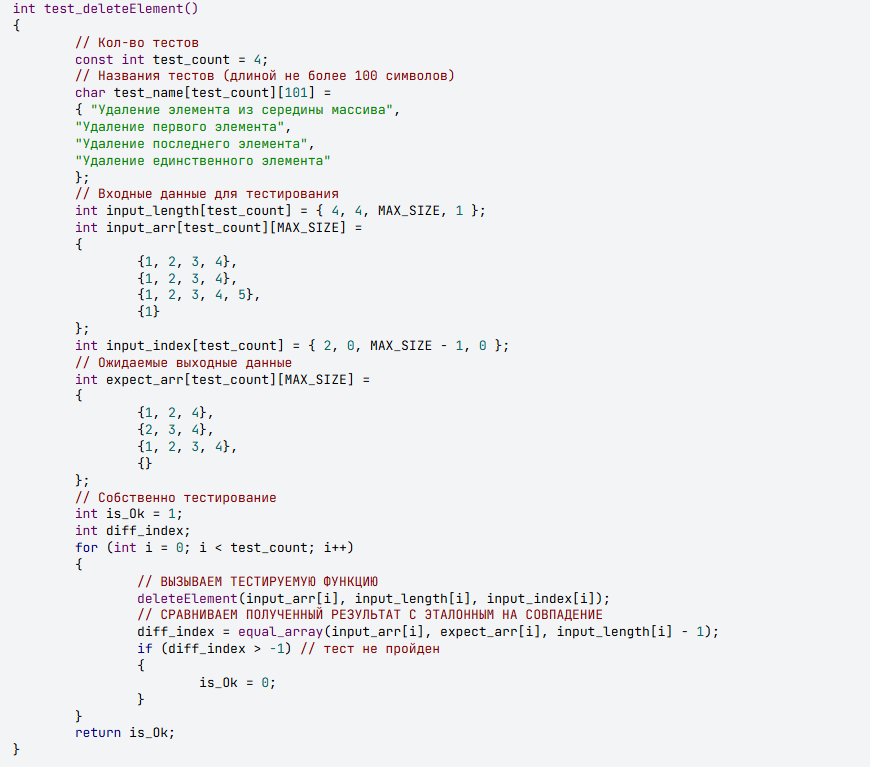 int test_deleteElement()
{
// Кол-во тестов
const int test_count = 4;
// Названия тестов (длиной не более 100 символов)
char test_name[test_count][101] =
{ "Удаление элемента из середины массива",
"Удаление первого элемента",
"Удаление последнего элемента",
"Удаление единственного элемента"
};
// Входные данные для тестирования
int input_length[test_count] = { 4, 4, MAX_SIZE, 1 };
int input_arr[test_count][MAX_SIZE] =
{
{1, 2, 3, 4},
{1, 2, 3, 4},
{1, 2, 3, 4, 5},
{1}
};
int input_index[test_count] = { 2, 0, MAX_SIZE - 1, 0 };
// Ожидаемые выходные данные
int expect_arr[test_count][MAX_SIZE] =
{
{1, 2, 4},
{2, 3, 4},
{1, 2, 3, 4},
{}
};
// Собственно тестирование
int is_Ok = 1;
int diff_index;
for (int i = 0; i < test_count; i++)
{
// ВЫЗЫВАЕМ ТЕСТИРУЕМУЮ ФУНКЦИЮ
deleteElement(input_arr[i], input_length[i], input_index[i]);
// СРАВНИВАЕМ ПОЛУЧЕННЫЙ РЕЗУЛЬТАТ С ЭТАЛОННЫМ НА СОВПАДЕНИЕ
diff_index = equal_array(input_arr[i], expect_arr[i], input_length[i] - 1);
if (diff_index > -1) // тест не пройден
{
is_Ok = 0;
}
}
return is_Ok;
}